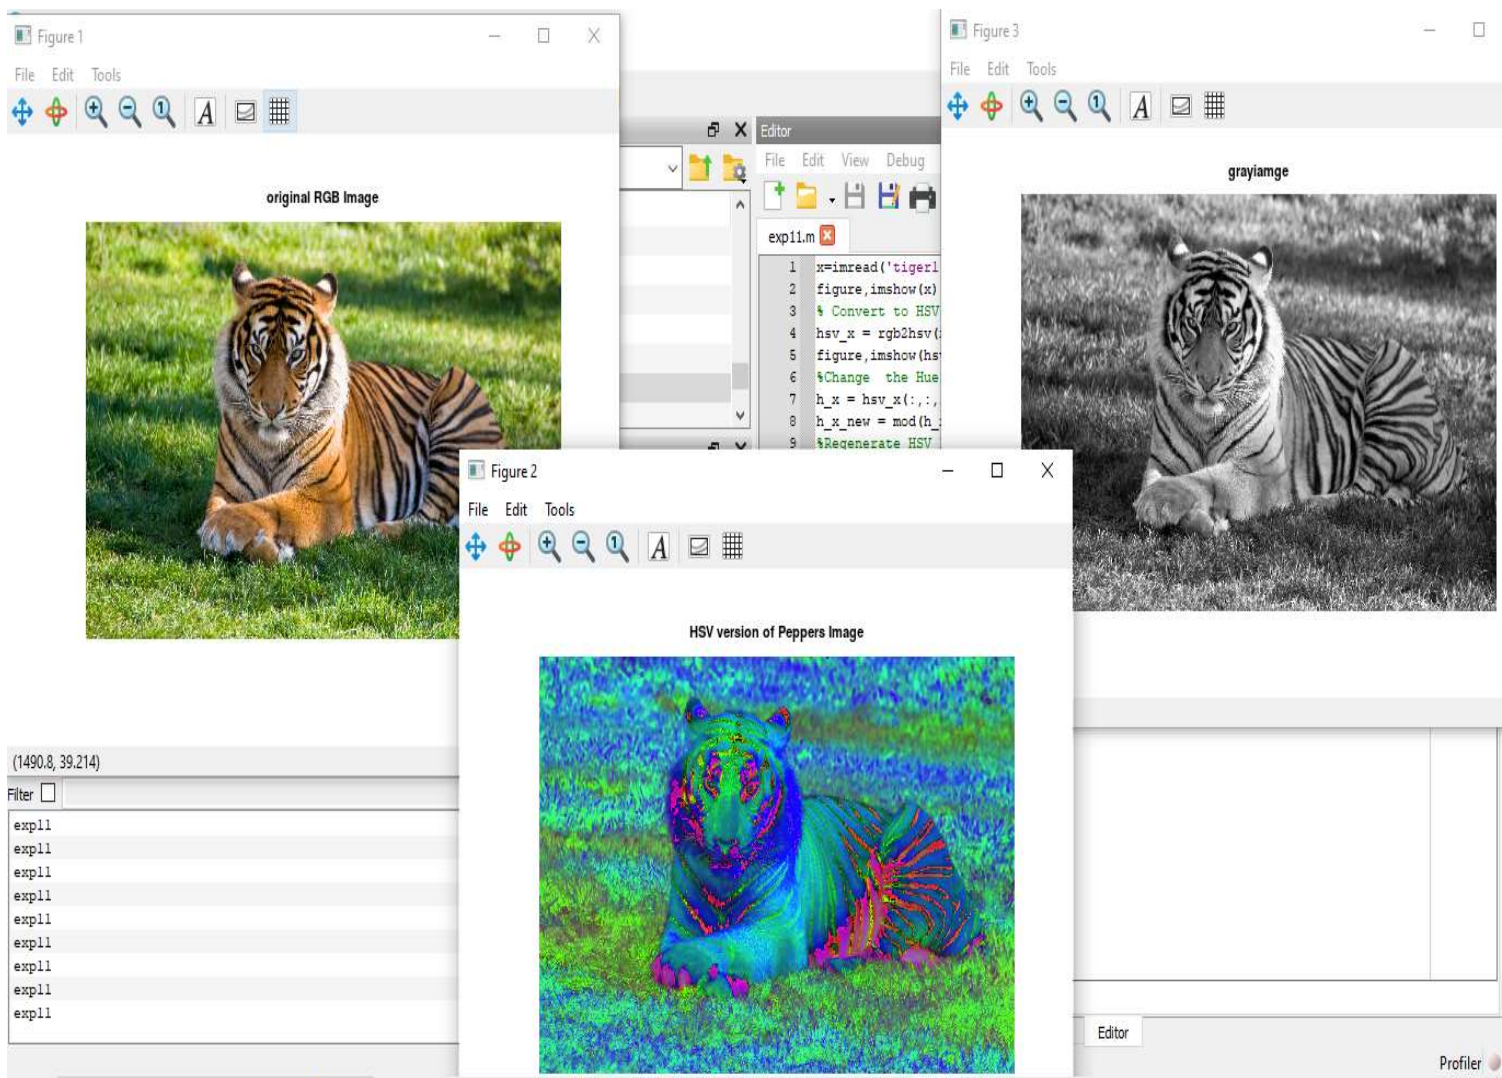 Figure 1
File Edit Tools
A
original RGB Image
(1490.8, 39.214)
Filter
exp11
exp11
exp11
exp11
exp11
exp11
exp11
exp11
exp11
Editor
File Edit View Debug
exp11.m
1 x=imread('tiger1
2 figure,imshow(x)
3 % Convert to HSV
4 hsv_x = rgb2hsv(
5 figure,imshow(hsv
6 %Change the Hue
7 h_x = hsv_x(:,:,
8 h_x_new = mod(h_
9 %Regenerate HSV
Figure 3
File Edit Tools
A
grayiamge
Figure 2
File Edit Tools
A
HSV version of Peppers Image
Editor
Profiler